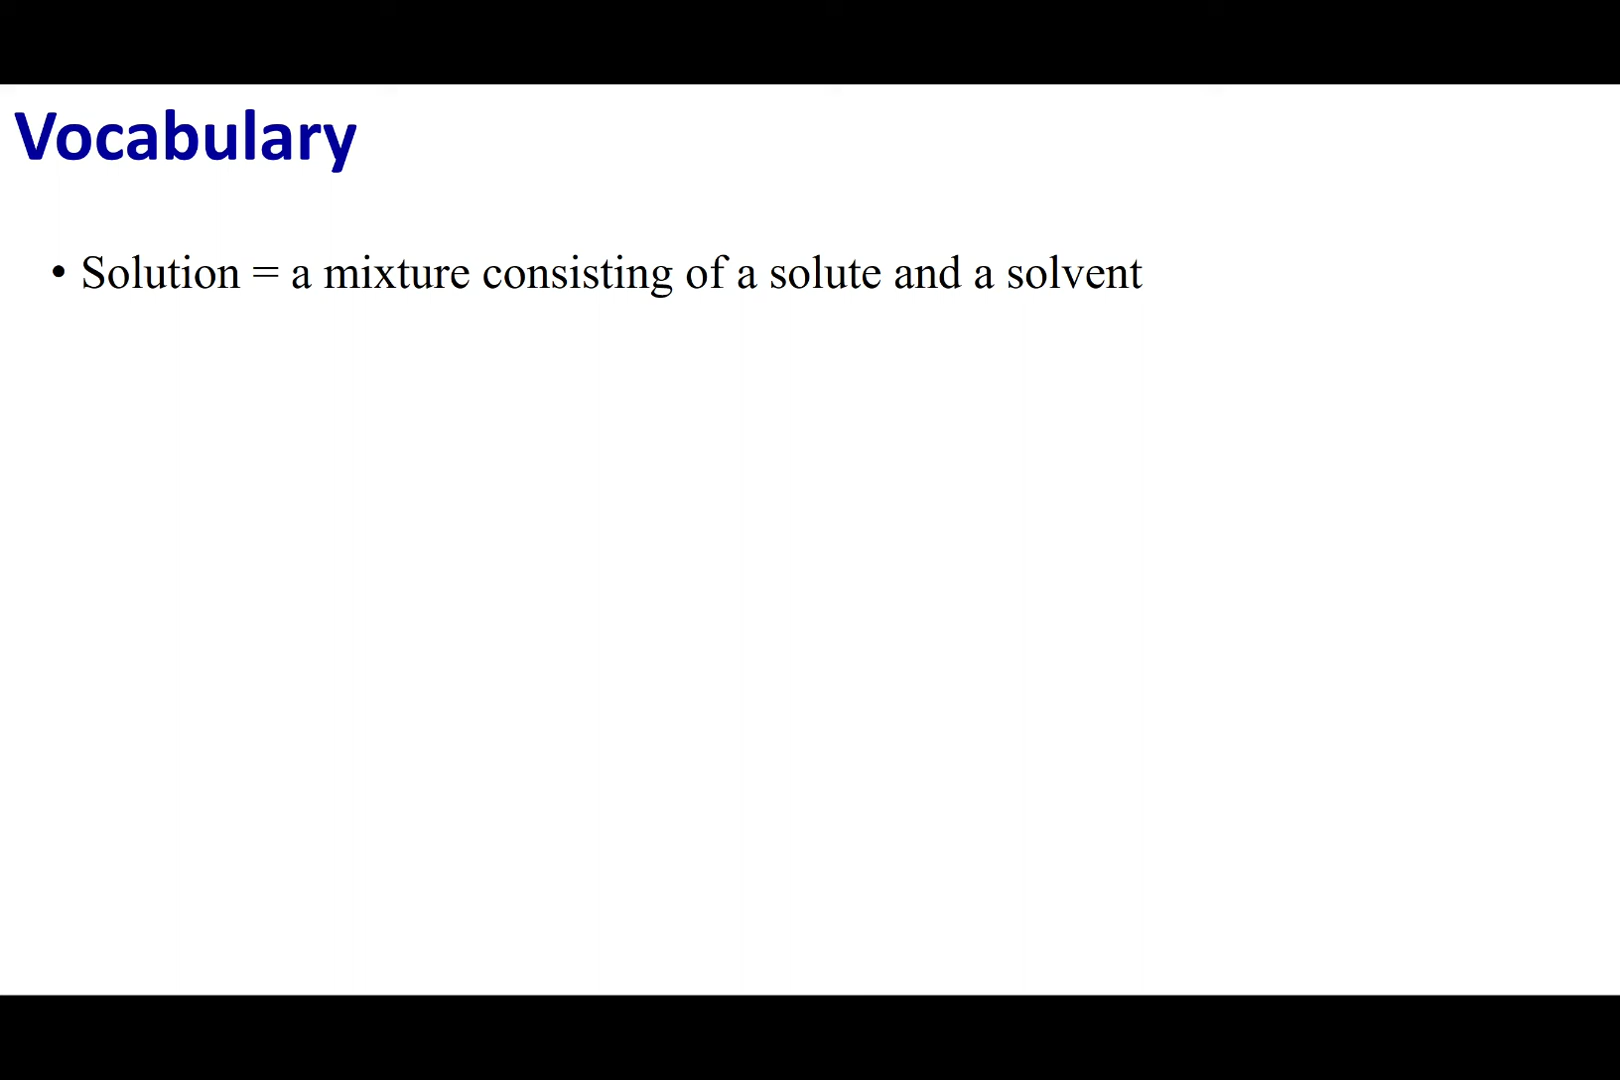 Vocabulary
• Solution = a mixture consisting of a solute and a solvent